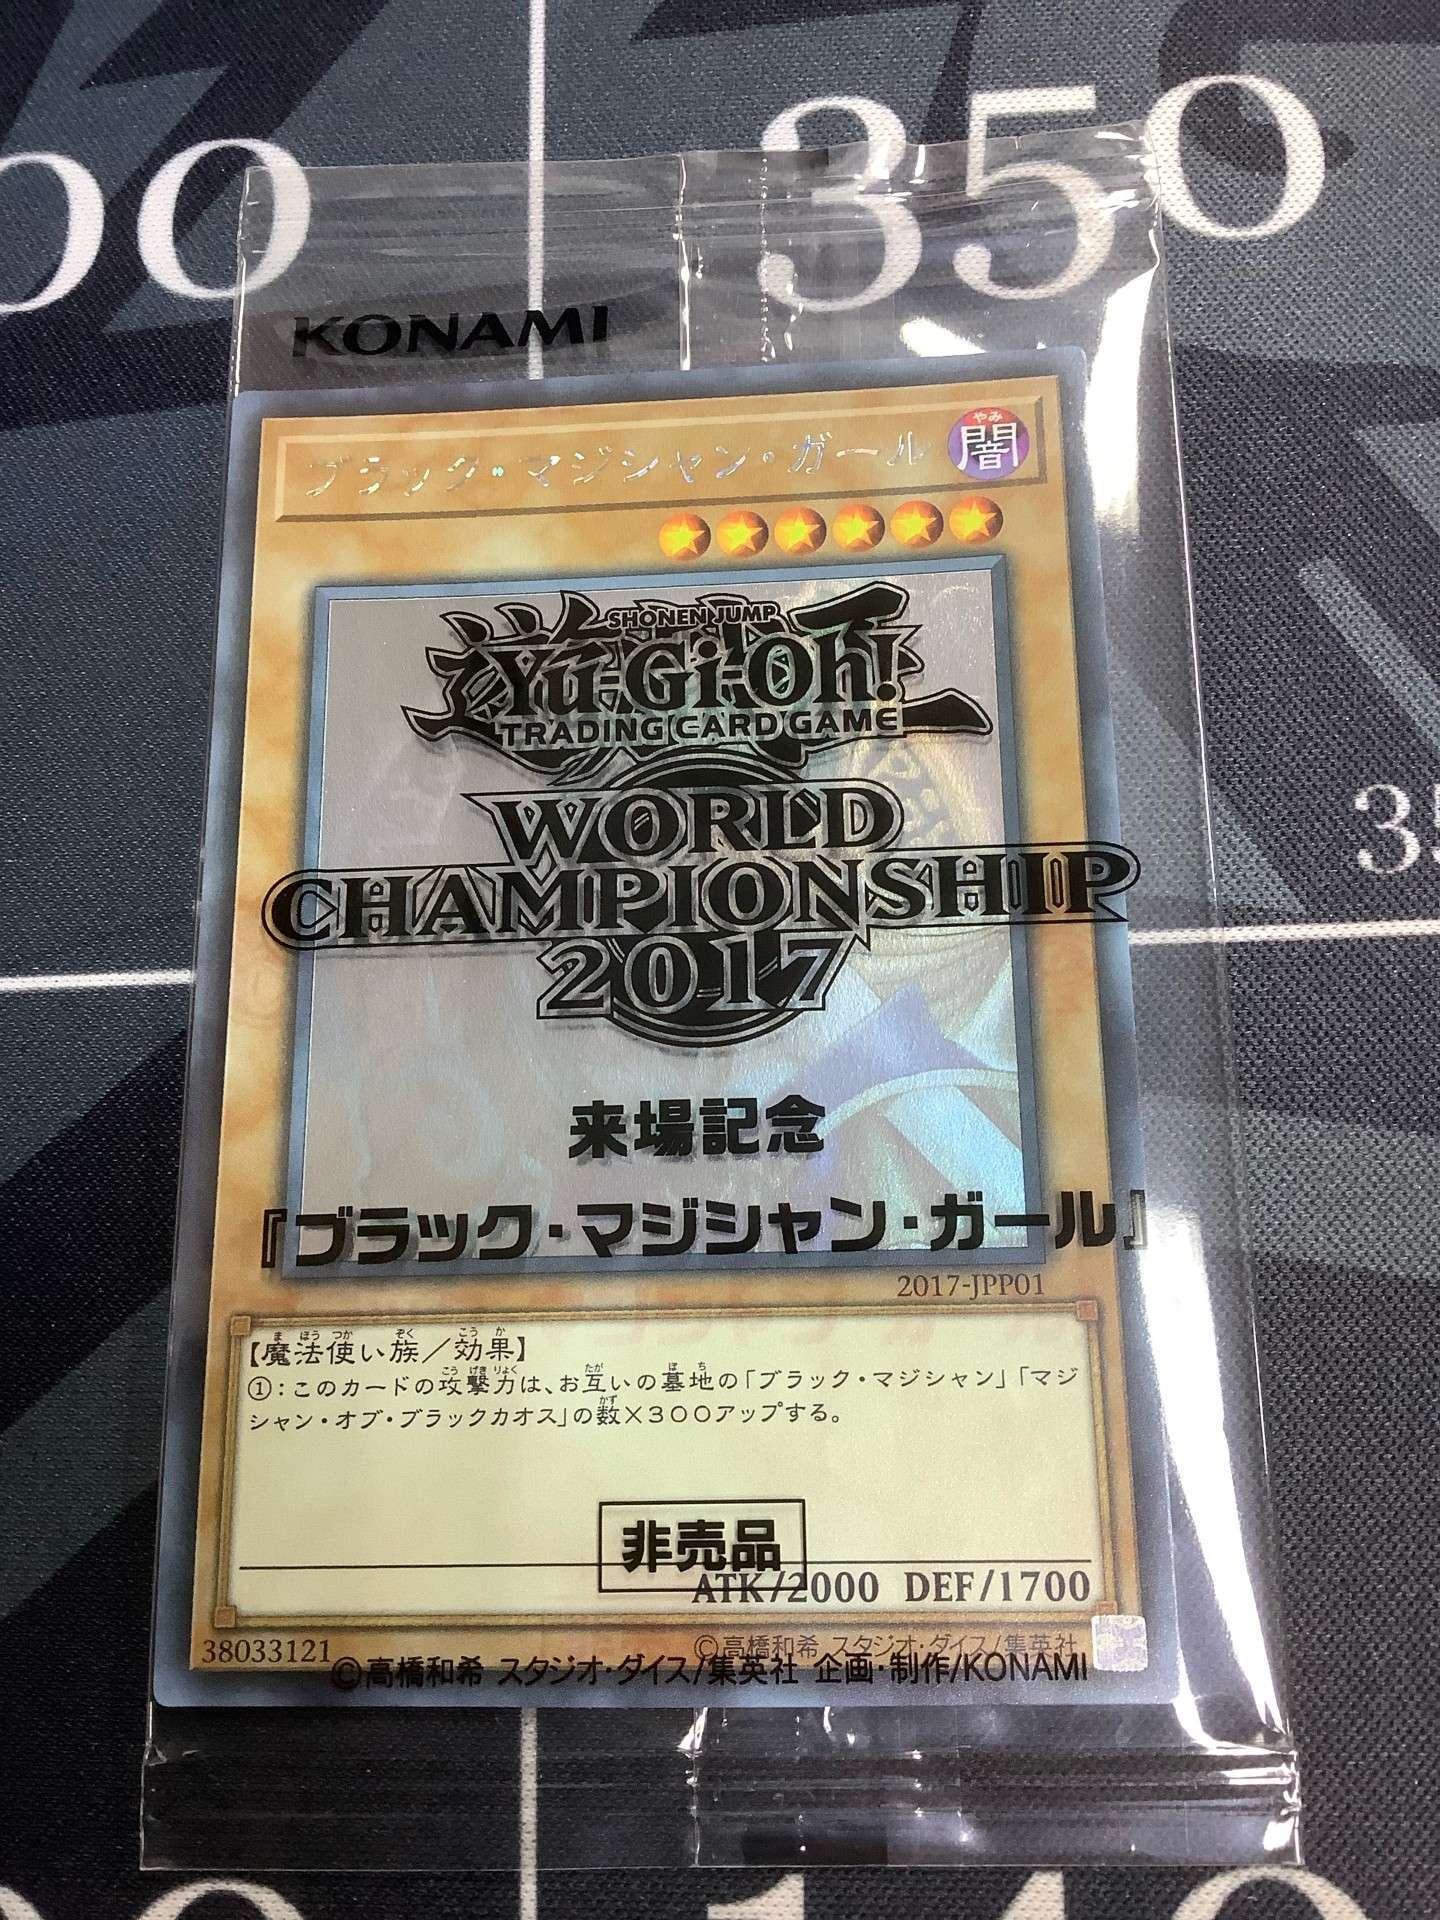 00
350
KONAMI
ブラック・マジシャン・ガール
やみ
闇
SHONEN JUMP
Yu-Gi-Oh!
TRADING CARD GAME
WORLD
CHAMPIONSHIP
2017
35
来場記念
『ブラック・マジシャン・ガール』
2017-JPP01
【魔法使い族／効果】
①：このカードの攻撃力は、お互いの墓地の「ブラック・マジシャン」「マジ
シャン・オブ・ブラックカオス」の数×３００アップする。
非売品
ATK/2000 DEF/1700
38033121
©高橋和希 スタジオ・ダイス/集英社
©高橋和希 スタジオ・ダイス/集英社 企画・制作/KONAMI